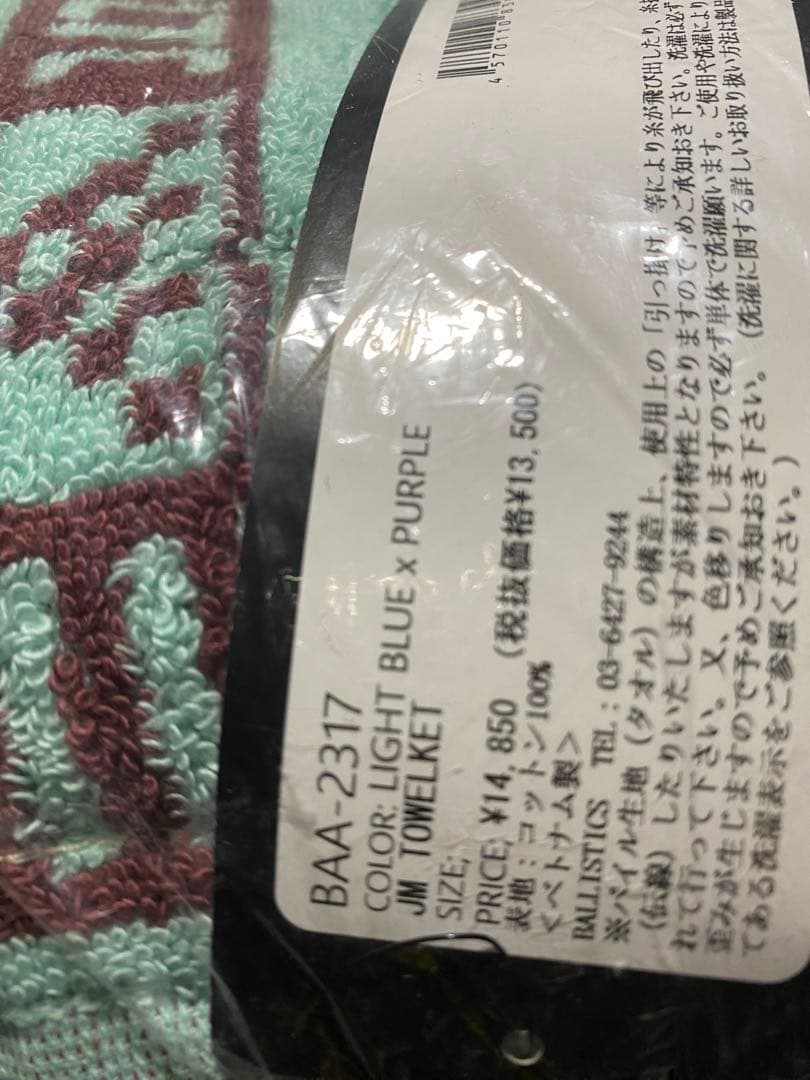 4 570110 83
BAA-2317
COLOR: LIGHT BLUE x PURPLE
JM TOWELKET
SIZE;
PRICE; ¥14,850 (税抜価格¥13,500)
表地：コットン100%
＜ベトナム製＞
BALLISTICS TEL：03-6427-9244
※パイル生地（タオル）の構造上、使用上の「引っ掛け」等により糸が飛び出したり、
（伝線）したりいたしますが素材特性となりますので予めご承知おき下さい。洗濯は必ず
れて行って下さい。又、色移りしますので必ず単体で洗濯願います。ご使用や洗濯により
歪みが生じますので予めご承知おき下さい。（洗濯に関する詳しいお取り扱い方法は製品
てある洗濯表示をご参照ください。）